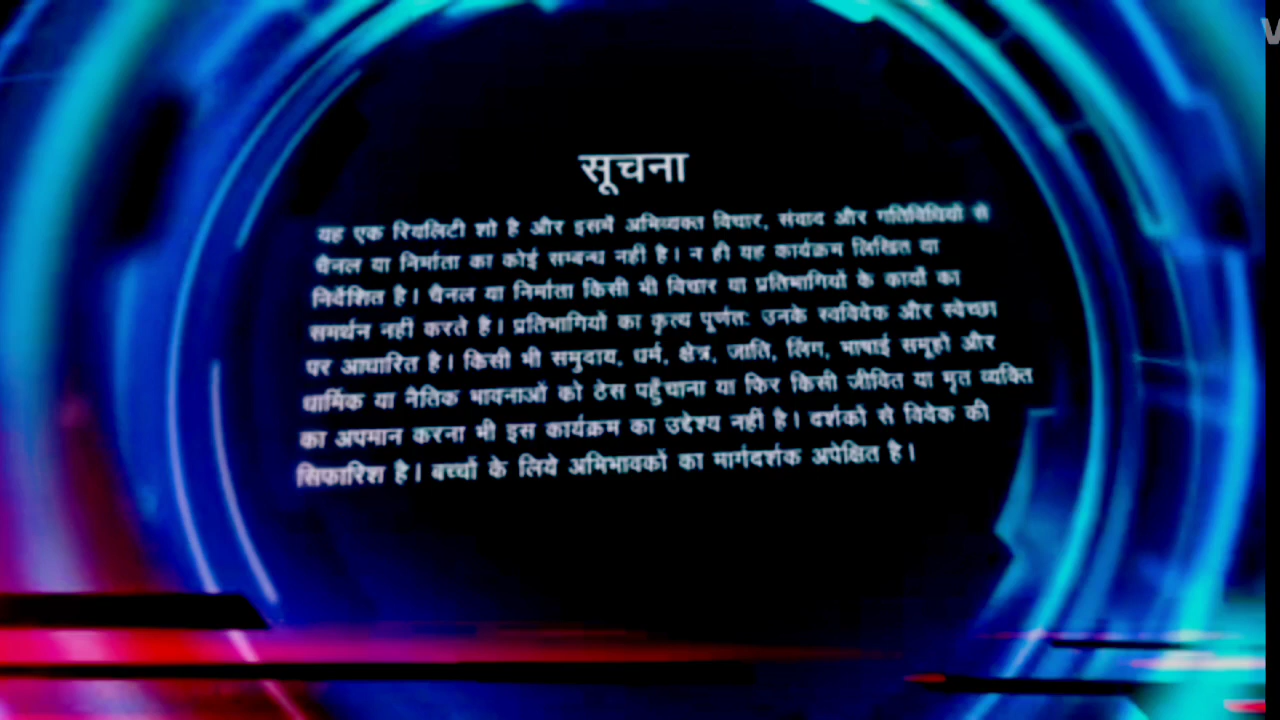 सूचना
यह एक रियलिटी शो है और इसमें अभिव्यक्त विचार, संवाद और गतिविधियों से
चैनल या निर्माता का कोई सम्बन्ध नहीं है। न ही यह कार्यक्रम लिखित या
निर्देशित है। चैनल या निर्माता किसी भी विचार या प्रतिभागियों के कार्यों का
समर्थन नहीं करते है। प्रतिभागियों का कृत्य पूर्णतः उनके स्वविवेक और स्वेच्छा
पर आधारित है। किसी भी समुदाय, धर्म, क्षेत्र, जाति, लिंग, भाषाई समूहों और
धार्मिक या नैतिक भावनाओं को ठेस पहुँचाना या फिर किसी जीवित या मृत व्यक्ति
का अपमान करना भी इस कार्यक्रम का उद्देश्य नहीं है। दर्शकों से विवेक की
सिफारिश है। बच्चों के लिये अभिभावकों का मार्गदर्शक अपेक्षित है।